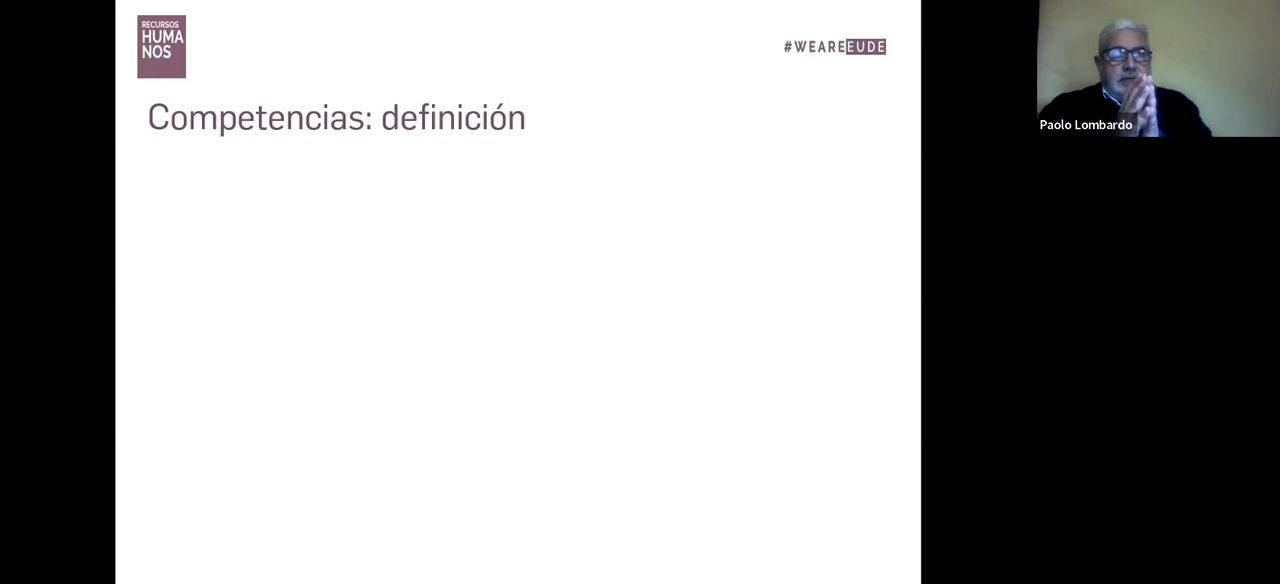 RECURSOS
HUMA
NOS
#WEAREEUDE
Competencias: definición
Paolo Lombardo